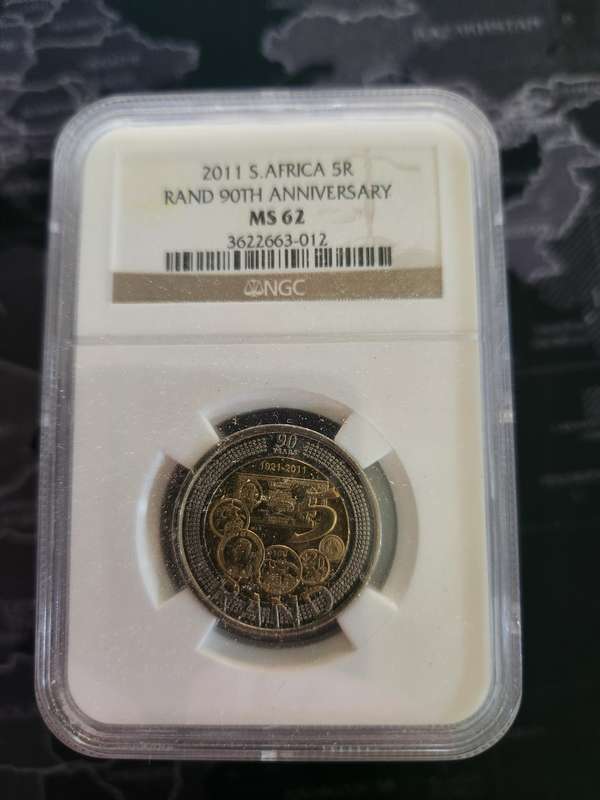 2011 S.AFRICA 5R
RAND 90TH ANNIVERSARY
MS 62
3622663-012
NGC
90
YEARS
1921-2011
5
RAND